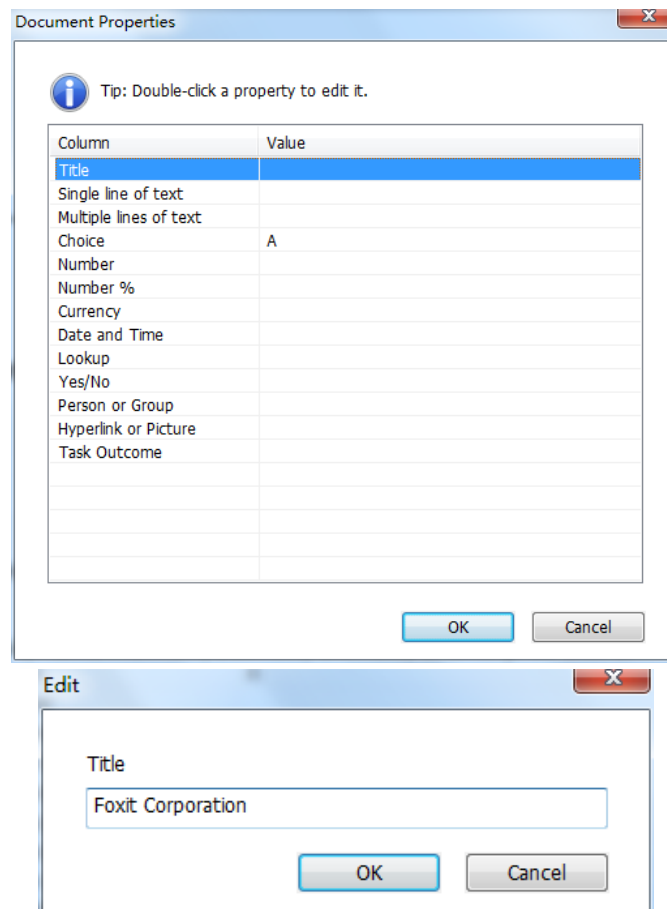 Document Properties
Tip: Double-click a property to edit it.
Column Value
Title
Single line of text
Multiple lines of text
Choice A
Number
Number %
Currency
Date and Time
Lookup
Yes/No
Person or Group
Hyperlink or Picture
Task Outcome
OK Cancel
Edit
Title
Foxit Corporation
OK Cancel